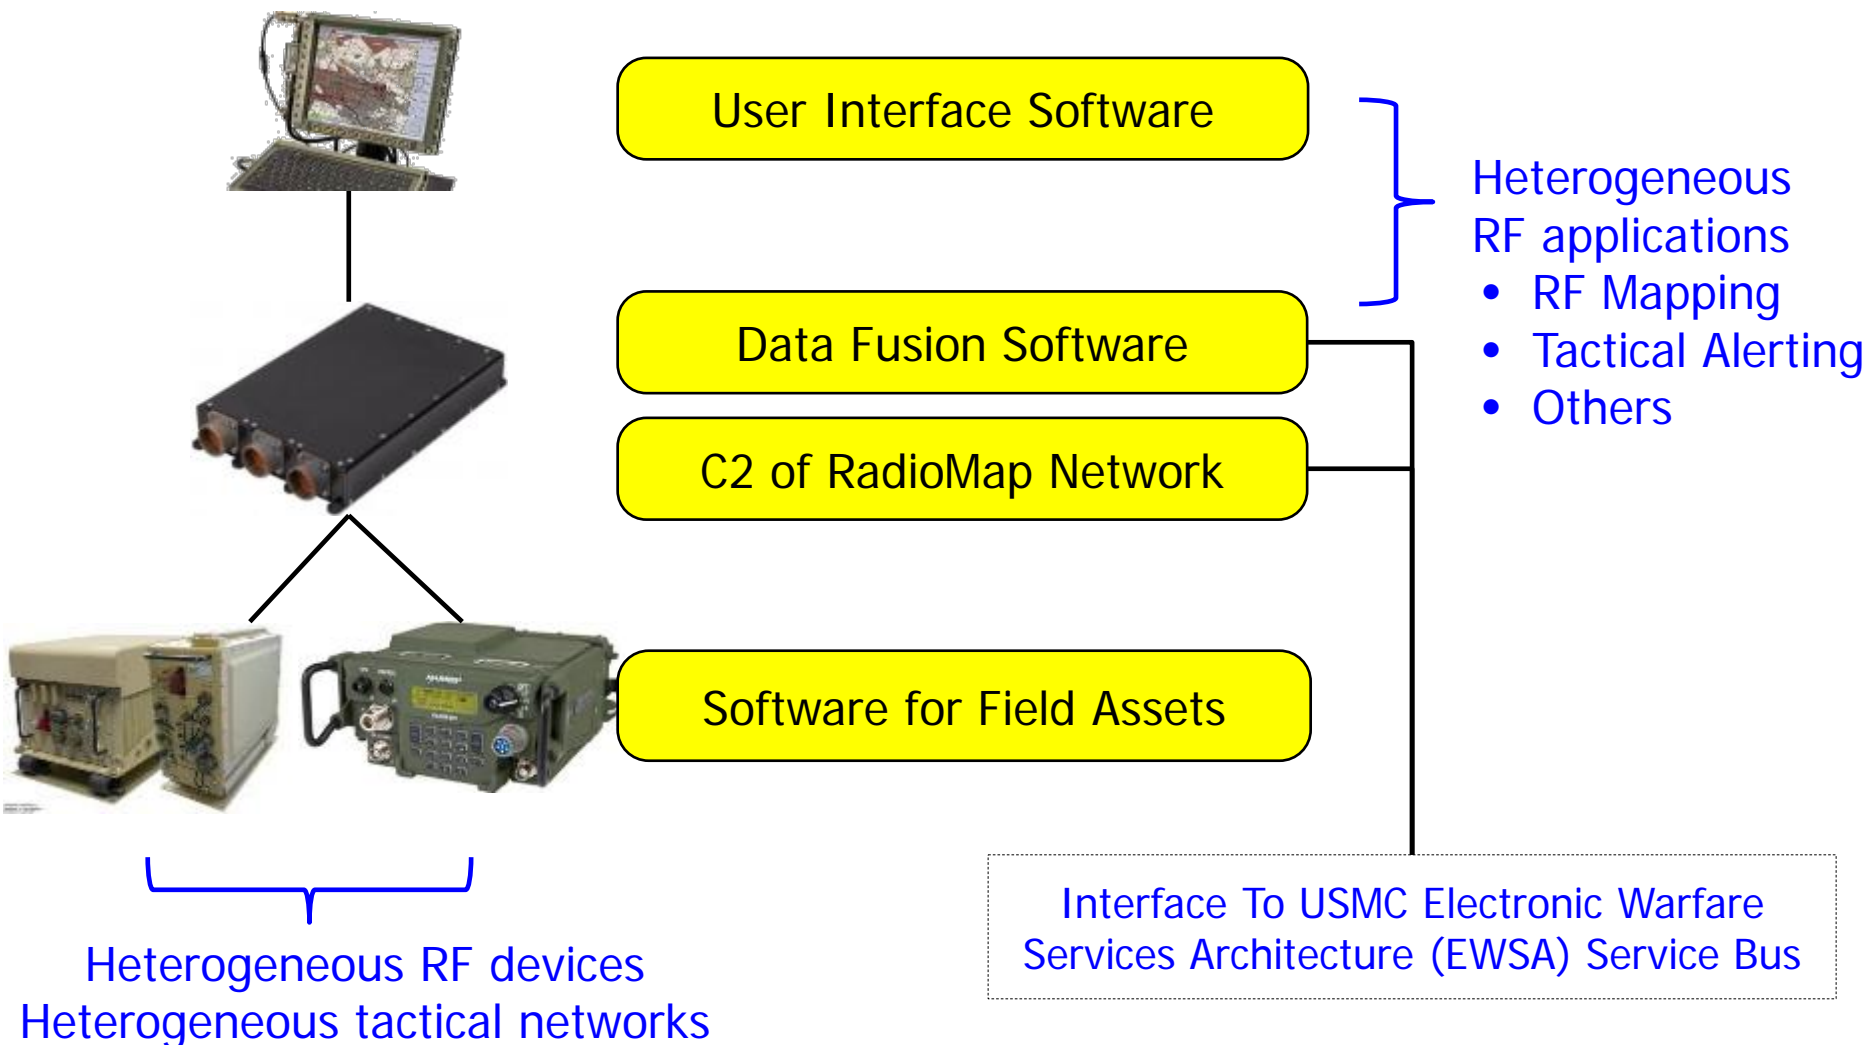 User Interface Software
Heterogeneous
RF applications
• RF Mapping
• Tactical Alerting
• Others
Data Fusion Software
C2 of RadioMap Network
Software for Field Assets
Interface To USMC Electronic Warfare
Services Architecture (EWSA) Service Bus
Heterogeneous RF devices
Heterogeneous tactical networks